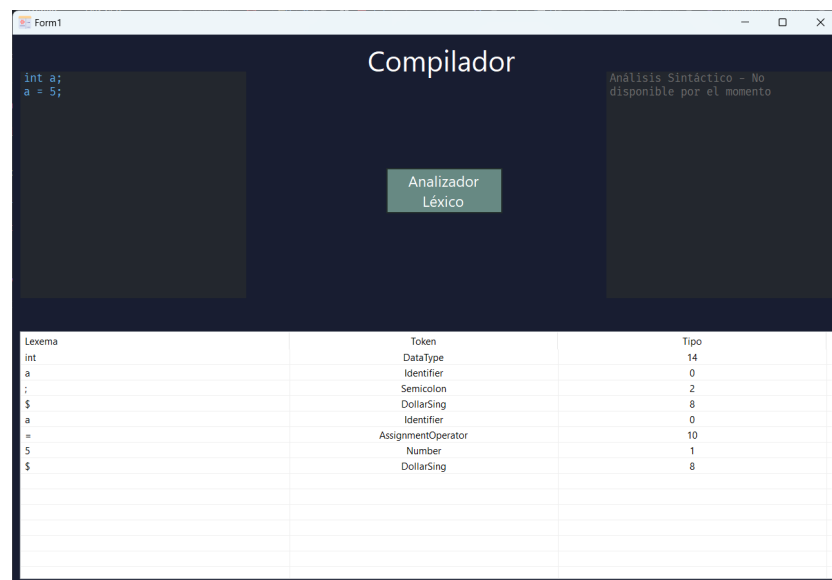 Form1
Compilador
int a;
a = 5;
Análisis Sintáctico - No
disponible por el momento
Analizador
Léxico
Lexema Token Tipo
int DataType 14
a Identifier 0
; Semicolon 2
$ DollarSing 8
a Identifier 0
= AssignmentOperator 10
5 Number 1
$ DollarSing 8